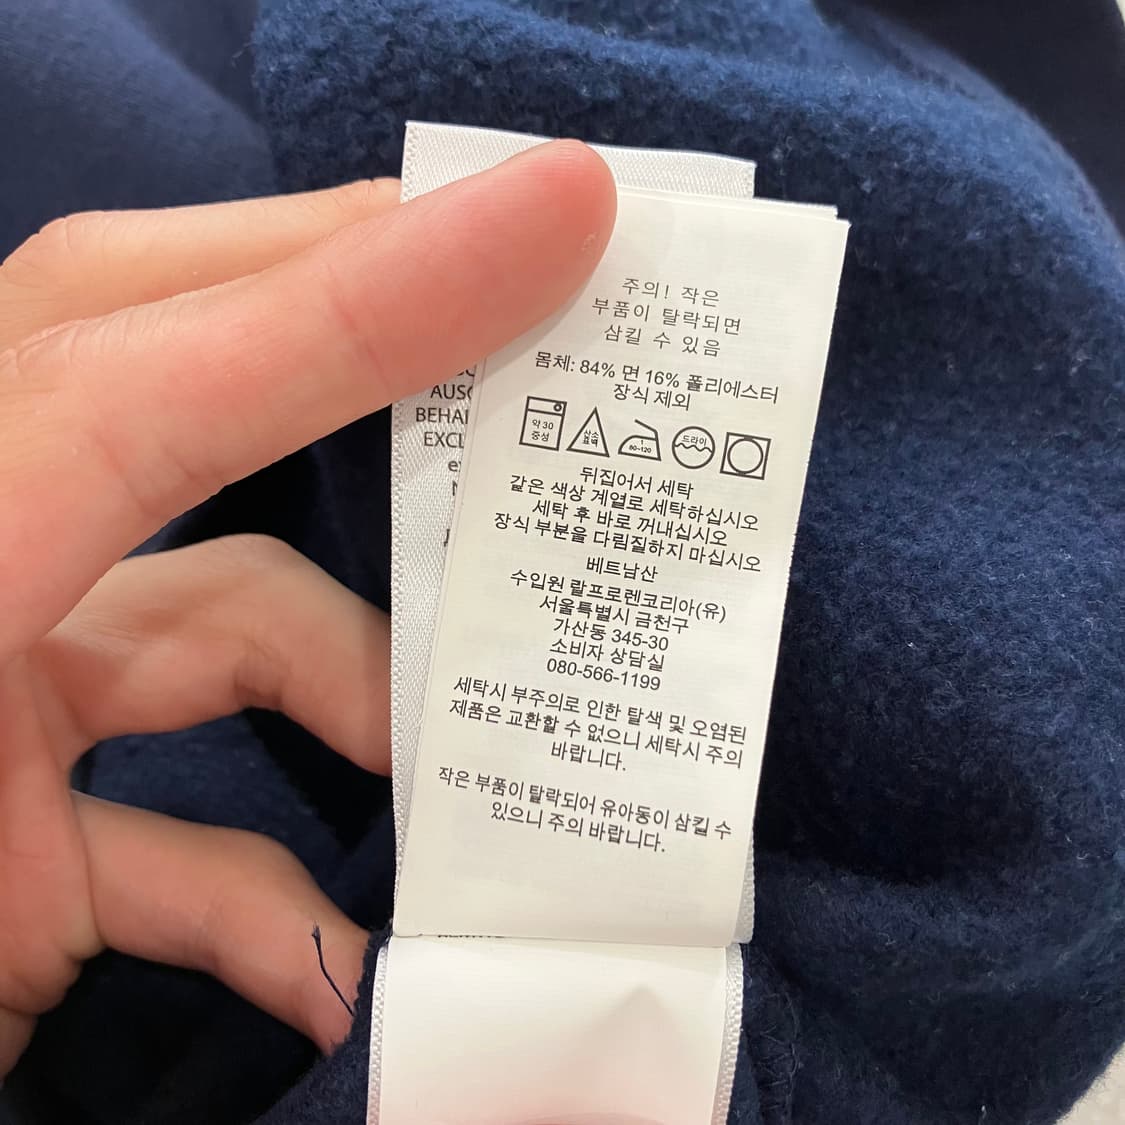 주의! 작은
부품이 탈락되면
삼킬 수 있음
몸체: 84% 면 16% 폴리에스터
장식 제외
약 30
중성
산소
표백
1
80~120
드라이
뒤집어서 세탁
같은 색상 계열로 세탁하십시오
세탁 후 바로 꺼내십시오
장식 부분을 다림질하지 마십시오
베트남산
수입원 랄프로렌코리아(유)
서울특별시 금천구
가산동 345-30
소비자 상담실
080-566-1199
세탁시 부주의로 인한 탈색 및 오염된
제품은 교환할 수 없으니 세탁시 주의
바랍니다.
작은 부품이 탈락되어 유아동이 삼킬 수
있으니 주의 바랍니다.